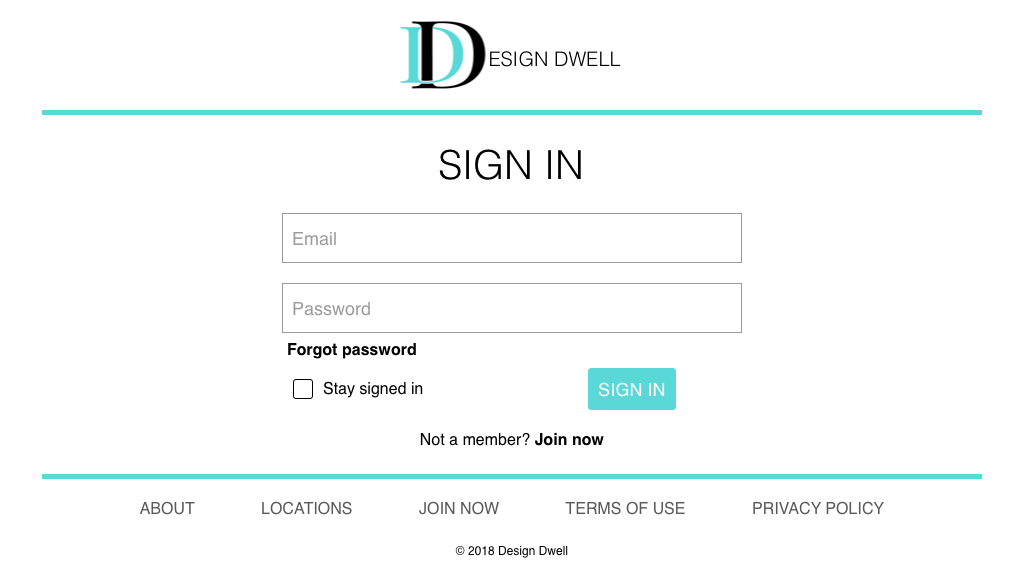 DESIGN DWELL
SIGN IN
Email
Password
Forgot password
Stay signed in
SIGN IN
Not a member? Join now
ABOUT LOCATIONS JOIN NOW TERMS OF USE PRIVACY POLICY
© 2018 Design Dwell